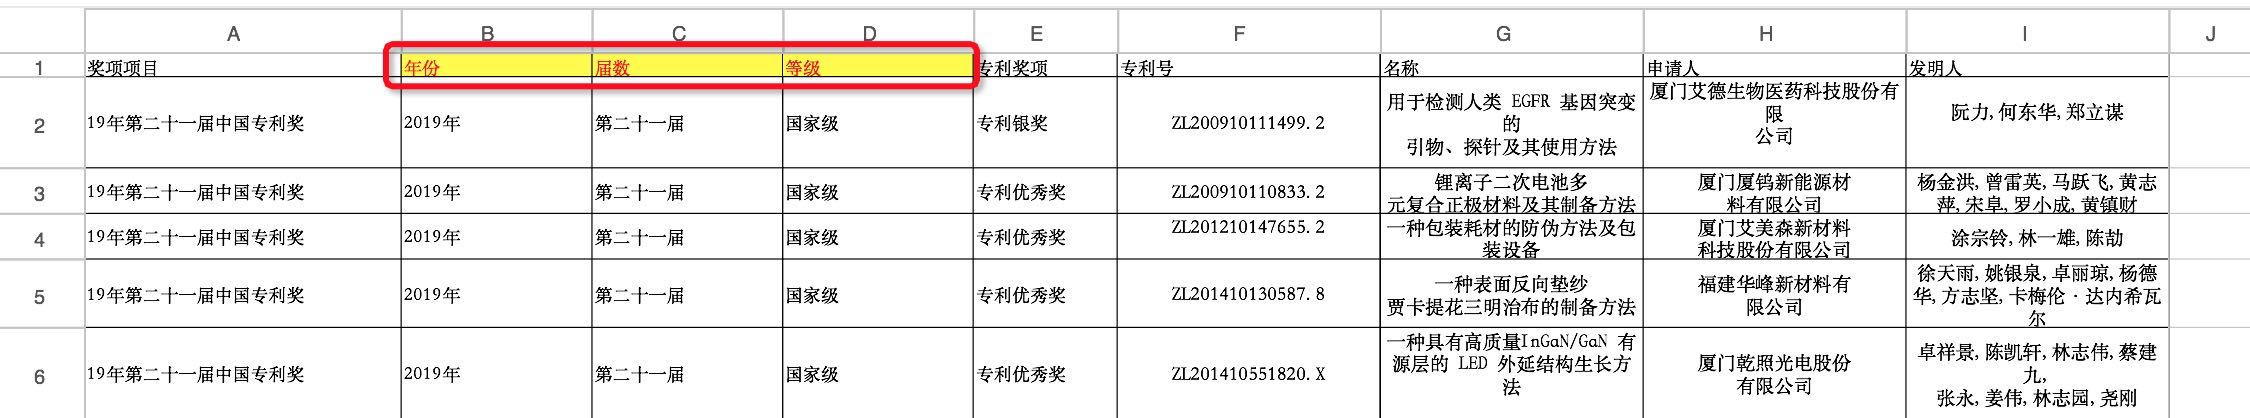 A B C D E F G H I J
1 奖项项目 年份 届数 等级 专利奖项 专利号 名称 申请人 发明人
2 19年第二十一届中国专利奖 2019年 第二十一届 国家级 专利银奖 ZL200910111499.2
用于检测人类 EGFR 基因突变
的
引物、探针及其使用方法
厦门艾德生物医药科技股份有
限
公司
阮力,何东华,郑立谋
3 19年第二十一届中国专利奖 2019年 第二十一届 国家级 专利优秀奖 ZL200910110833.2
锂离子二次电池多
元复合正极材料及其制备方法
厦门厦钨新能源材
料有限公司
杨金洪,曾雷英,马跃飞,黄志
萍,宋阜,罗小成,黄镇财
4 19年第二十一届中国专利奖 2019年 第二十一届 国家级 专利优秀奖 ZL201210147655.2
一种包装耗材的防伪方法及包
装设备
厦门艾美森新材料
科技股份有限公司
涂宗铃,林一雄,陈劼
5 19年第二十一届中国专利奖 2019年 第二十一届 国家级 专利优秀奖 ZL201410130587.8
一种表面反向垫纱
贾卡提花三明治布的制备方法
福建华峰新材料有
限公司
徐天雨,姚银泉,卓丽琼,杨德
华,方志坚,卡梅伦·达内希瓦
尔
6 19年第二十一届中国专利奖 2019年 第二十一届 国家级 专利优秀奖 ZL201410551820.X
一种具有高质量InGaN/GaN 有
源层的 LED 外延结构生长方
法
厦门乾照光电股份
有限公司
卓祥景,陈凯轩,林志伟,蔡建
九,
张永,姜伟,林志园,尧刚